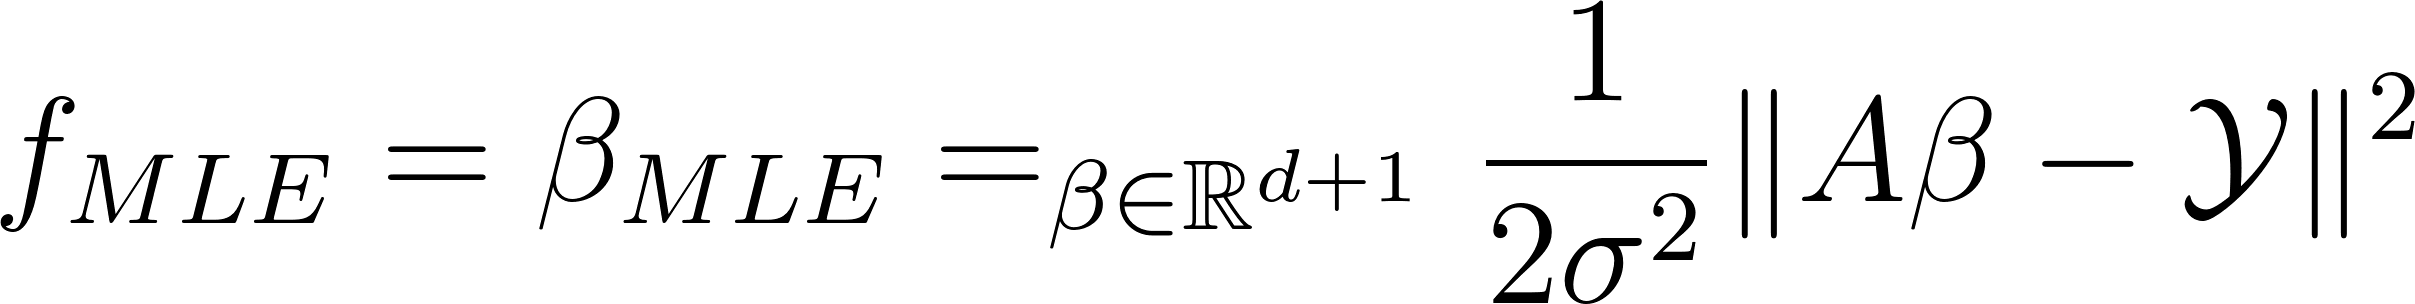 f_{MLE} = \beta_{MLE} =_{\beta \in \mathbb{R}^{d+1}} \frac{1}{2\sigma^2} \| A\beta - \mathcal{Y} \|^2